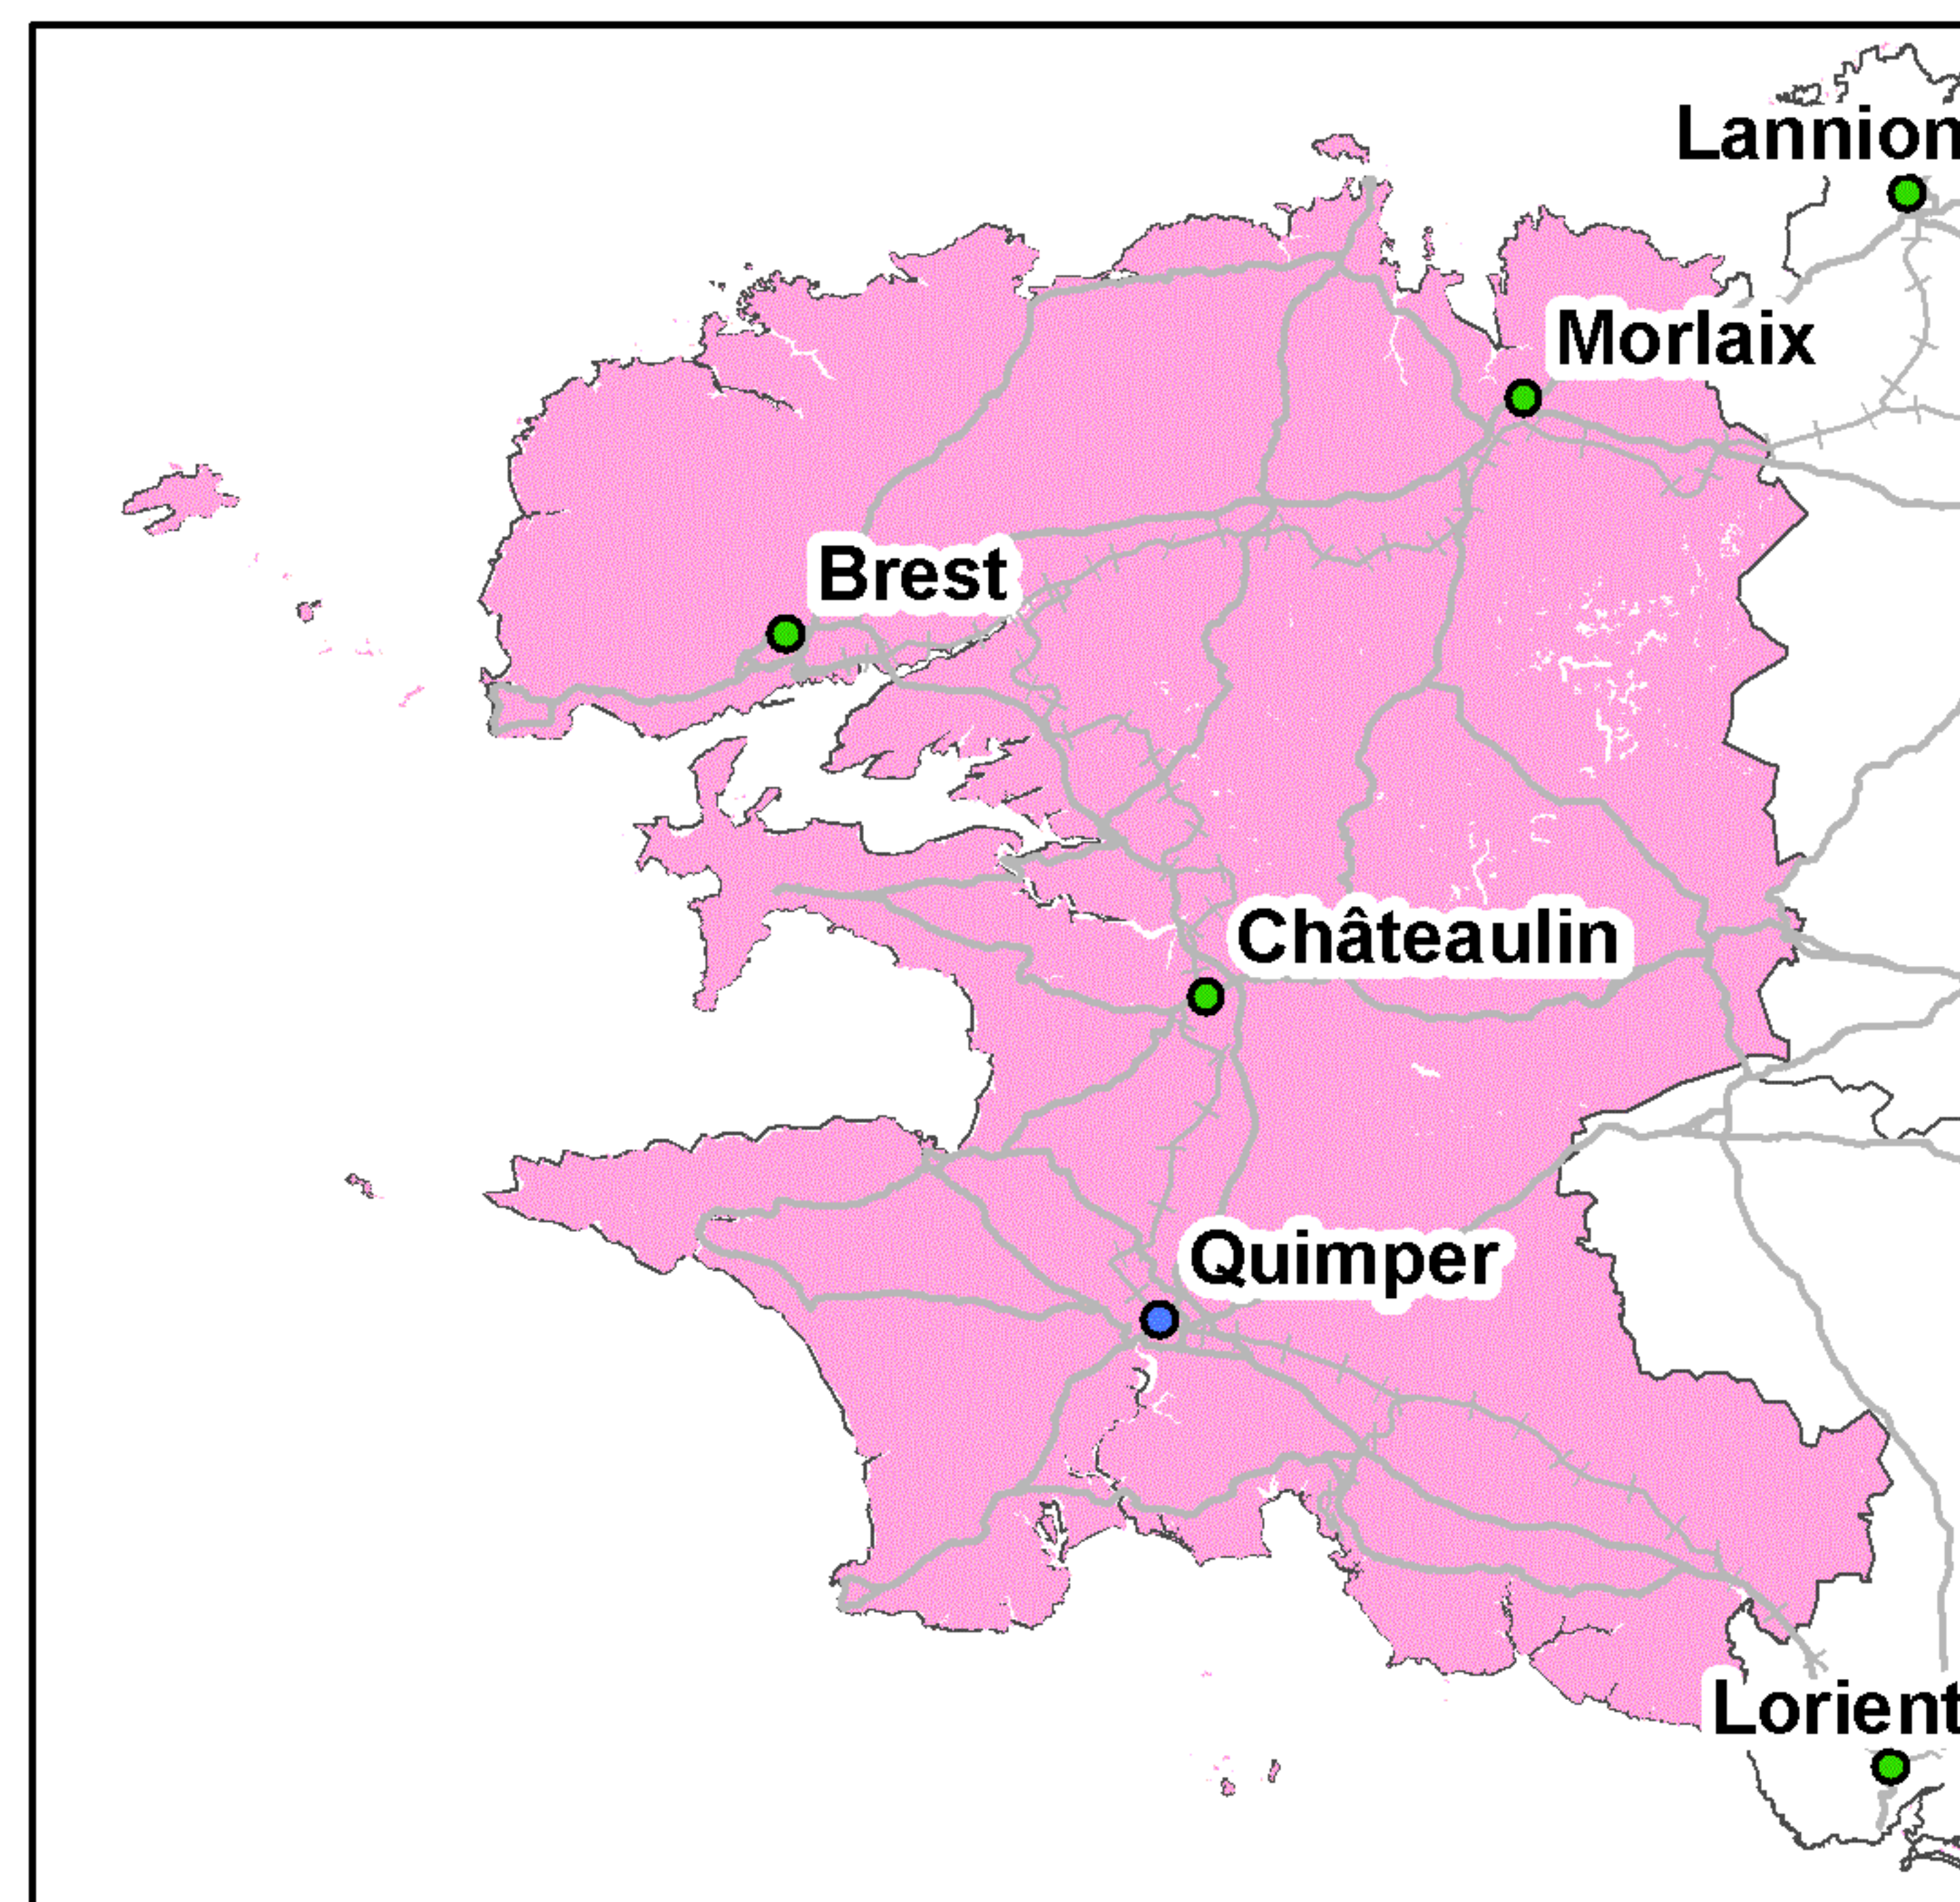 Lannion
Morlaix
Brest
Châteaulin
Quimper
Lorient